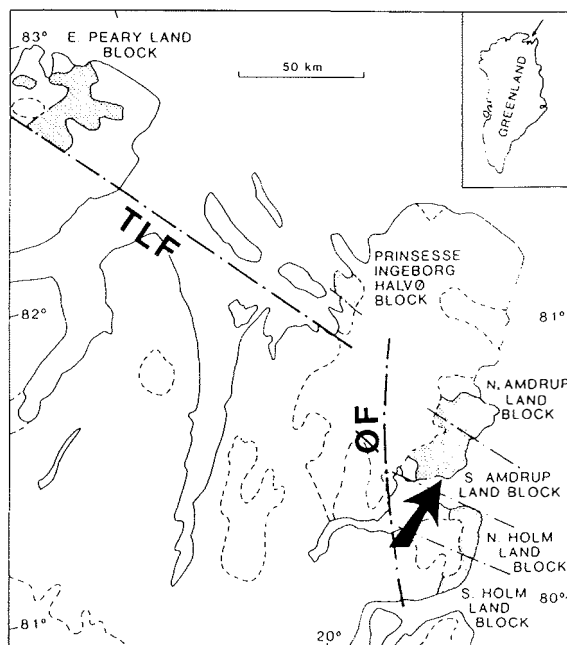 83° E. PEARY LAND
BLOCK
50 km
GREENLAND
TLF
PRINSESSE
INGEBORG
HALVØ
BLOCK
82°
81°
N. AMDRUP
LAND
BLOCK
ØF
S. AMDRUP
LAND BLOCK
N. HOLM
LAND
BLOCK
S. HOLM
LAND
BLOCK
80°
81°
20°